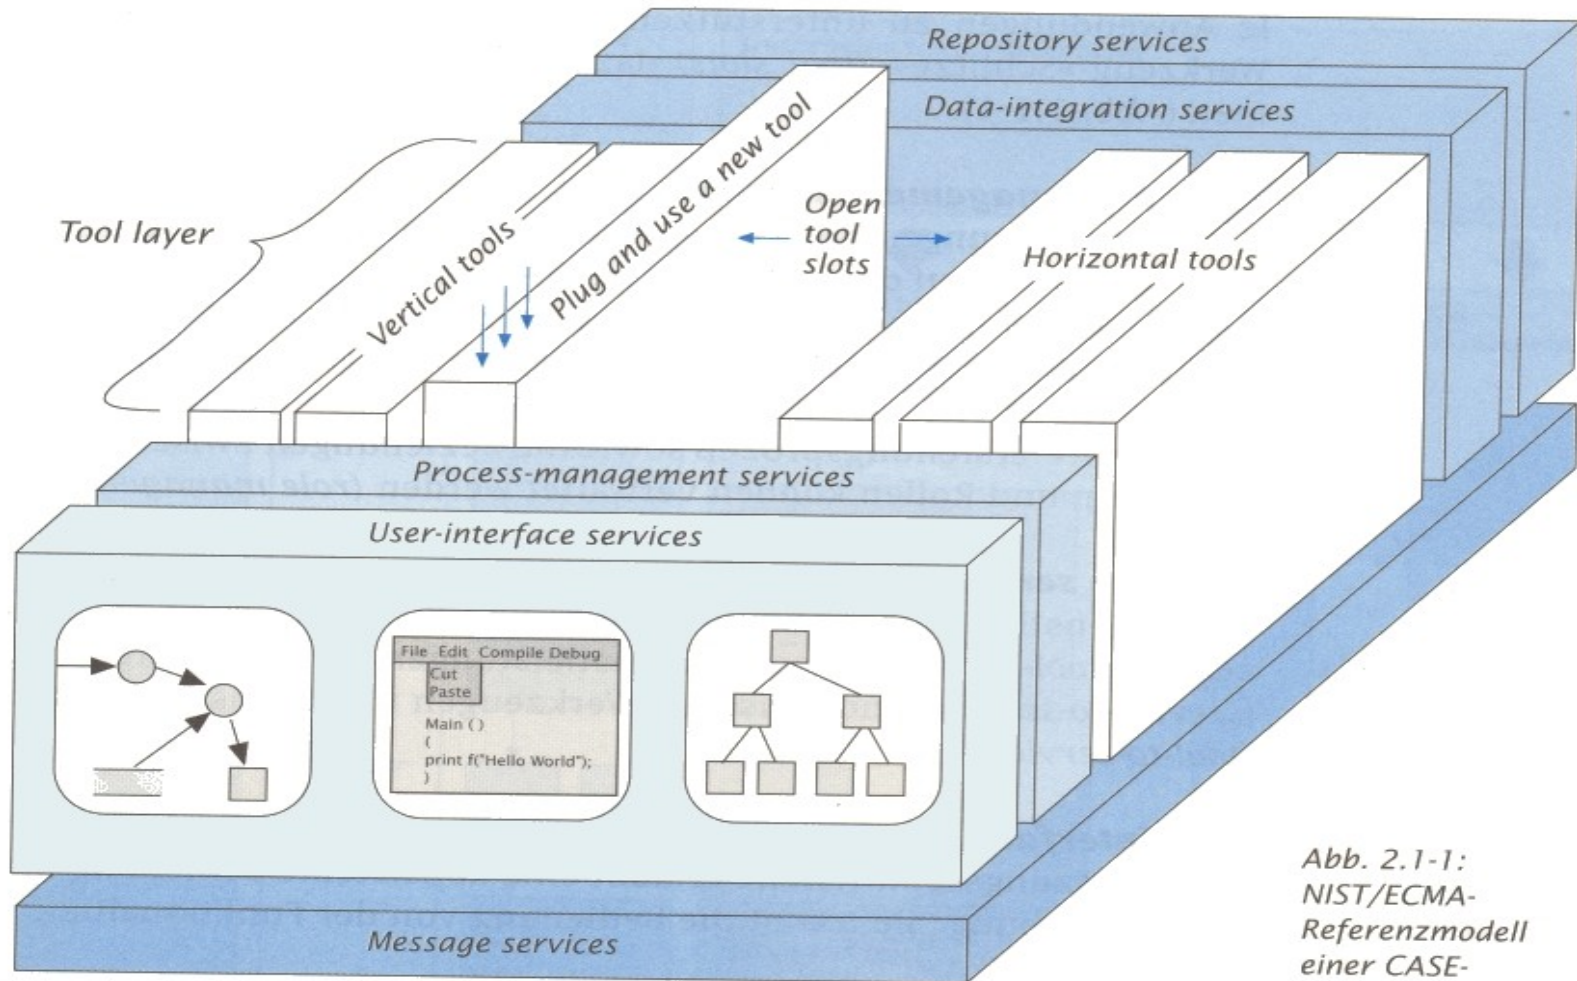 Repository services
Data-integration services
Tool layer
Vertical tools
Plug and use a new tool
Open
tool
slots
Horizontal tools
Process-management services
User-interface services
File Edit Compile Debug
Cut
Paste
Main ( )
(
print f("Hello World");
)
Message services
Abb. 2.1-1:
NIST/ECMA-
Referenzmodell
einer CASE-